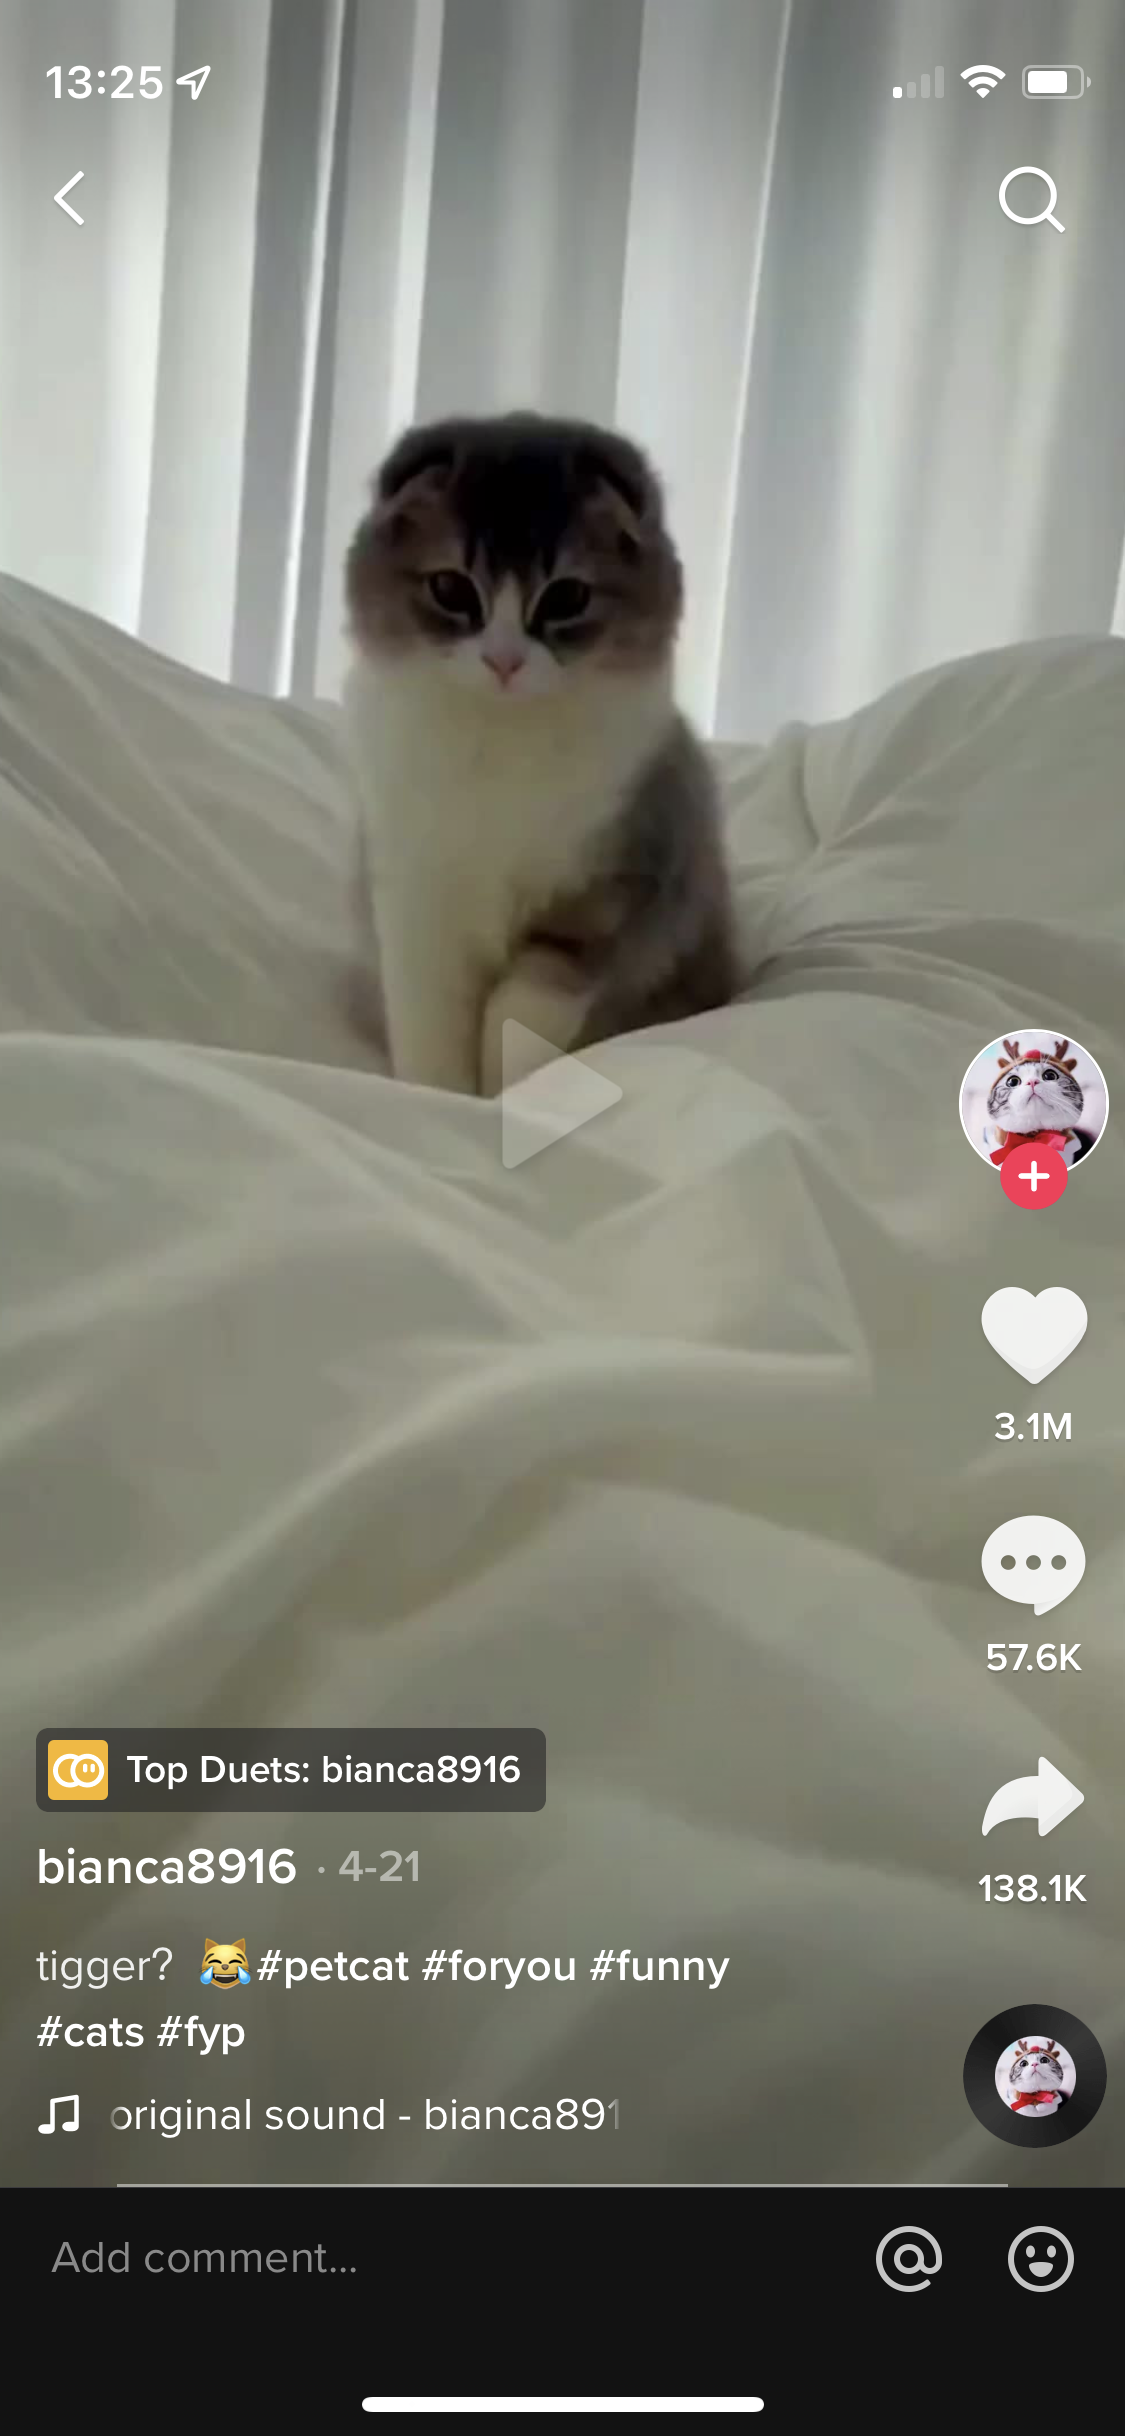 13:25
3.1M
57.6K
138.1K
Top Duets: bianca8916
bianca8916 · 4-21
tigger? 😹#petcat #foryou #funny
#cats #fyp
original sound - bianca891
Add comment...